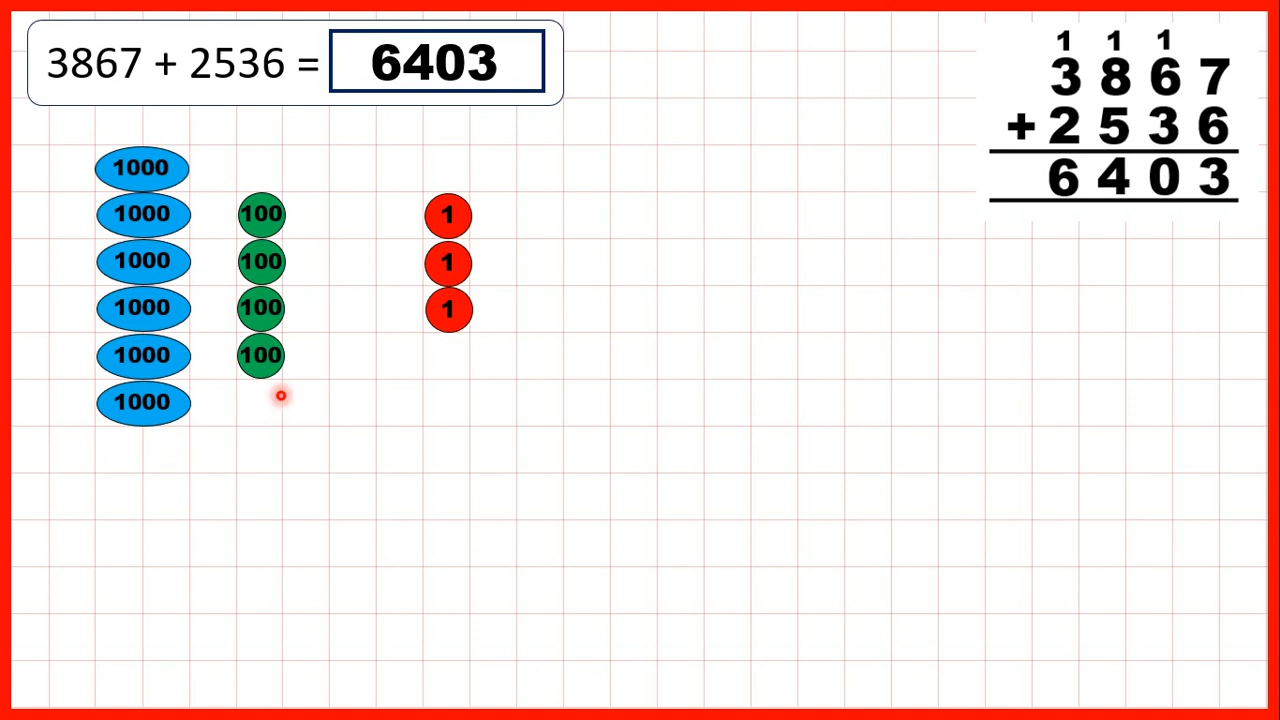 3867 + 2536 = 6403
1 1 1
3 8 6 7
+ 2 5 3 6
6 4 0 3
1000
1000 100 1
1000 100 1
1000 100 1
1000 100
1000